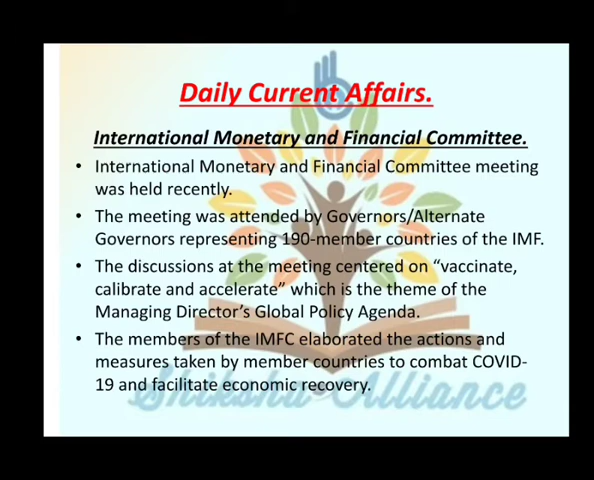 Daily Current Affairs.
International Monetary and Financial Committee.
• International Monetary and Financial Committee meeting
was held recently.
• The meeting was attended by Governors/Alternate
Governors representing 190-member countries of the IMF.
• The discussions at the meeting centered on “vaccinate,
calibrate and accelerate” which is the theme of the
Managing Director’s Global Policy Agenda.
• The members of the IMFC elaborated the actions and
measures taken by member countries to combat COVID-
19 and facilitate economic recovery.
Shiksha Alliance